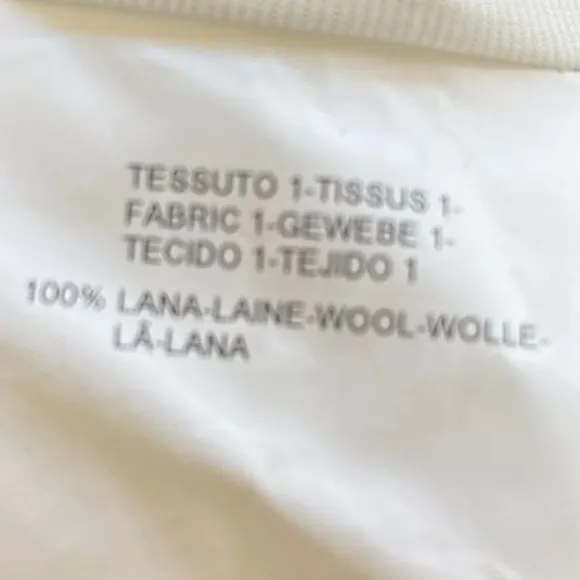 TESSUTO 1-TISSUS 1-
FABRIC 1-GEWEBE 1-
TECIDO 1-TEJIDO 1
100% LANA-LAINE-WOOL-WOLLE-
LÃ-LANA